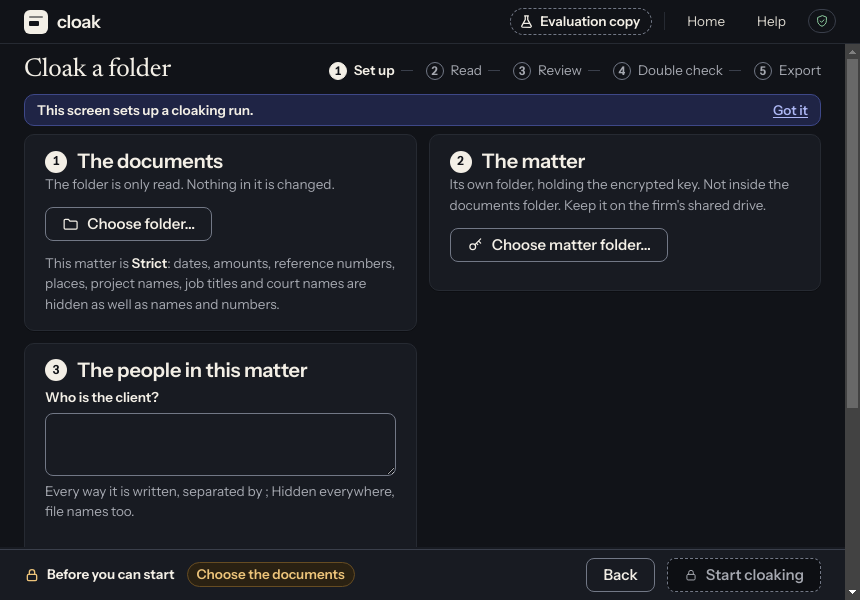 cloak
Evaluation copy
Home
Help
Cloak a folder
1 Set up
2 Read
3 Review
4 Double check
5 Export
This screen sets up a cloaking run.
Got it
1 The documents
The folder is only read. Nothing in it is changed.
Choose folder...
This matter is Strict: dates, amounts, reference numbers,
places, project names, job titles and court names are
hidden as well as names and numbers.
2 The matter
Its own folder, holding the encrypted key. Not inside the
documents folder. Keep it on the firm's shared drive.
Choose matter folder...
3 The people in this matter
Who is the client?
Every way it is written, separated by ; Hidden everywhere,
file names too.
Before you can start
Choose the documents
Back
Start cloaking